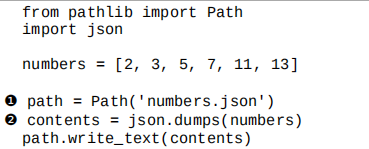 from pathlib import Path
import json
numbers = [2, 3, 5, 7, 11, 13]
❶ path = Path('numbers.json')
❷ contents = json.dumps(numbers)
path.write_text(contents)